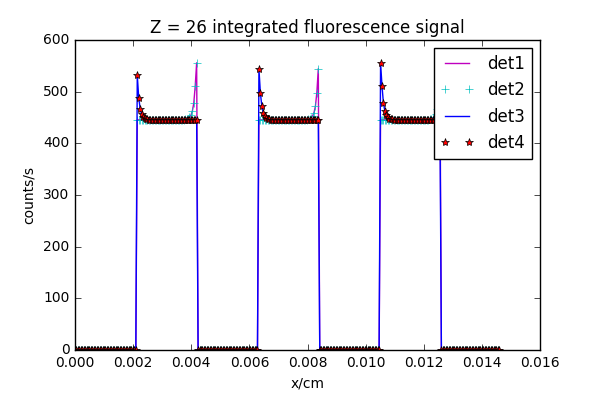 Z = 26 integrated fluorescence signal
600
500
400
300
200
100
0
counts/s
det1
det2
det3
det4
0.000 0.002 0.004 0.006 0.008 0.010 0.012 0.014 0.016
x/cm